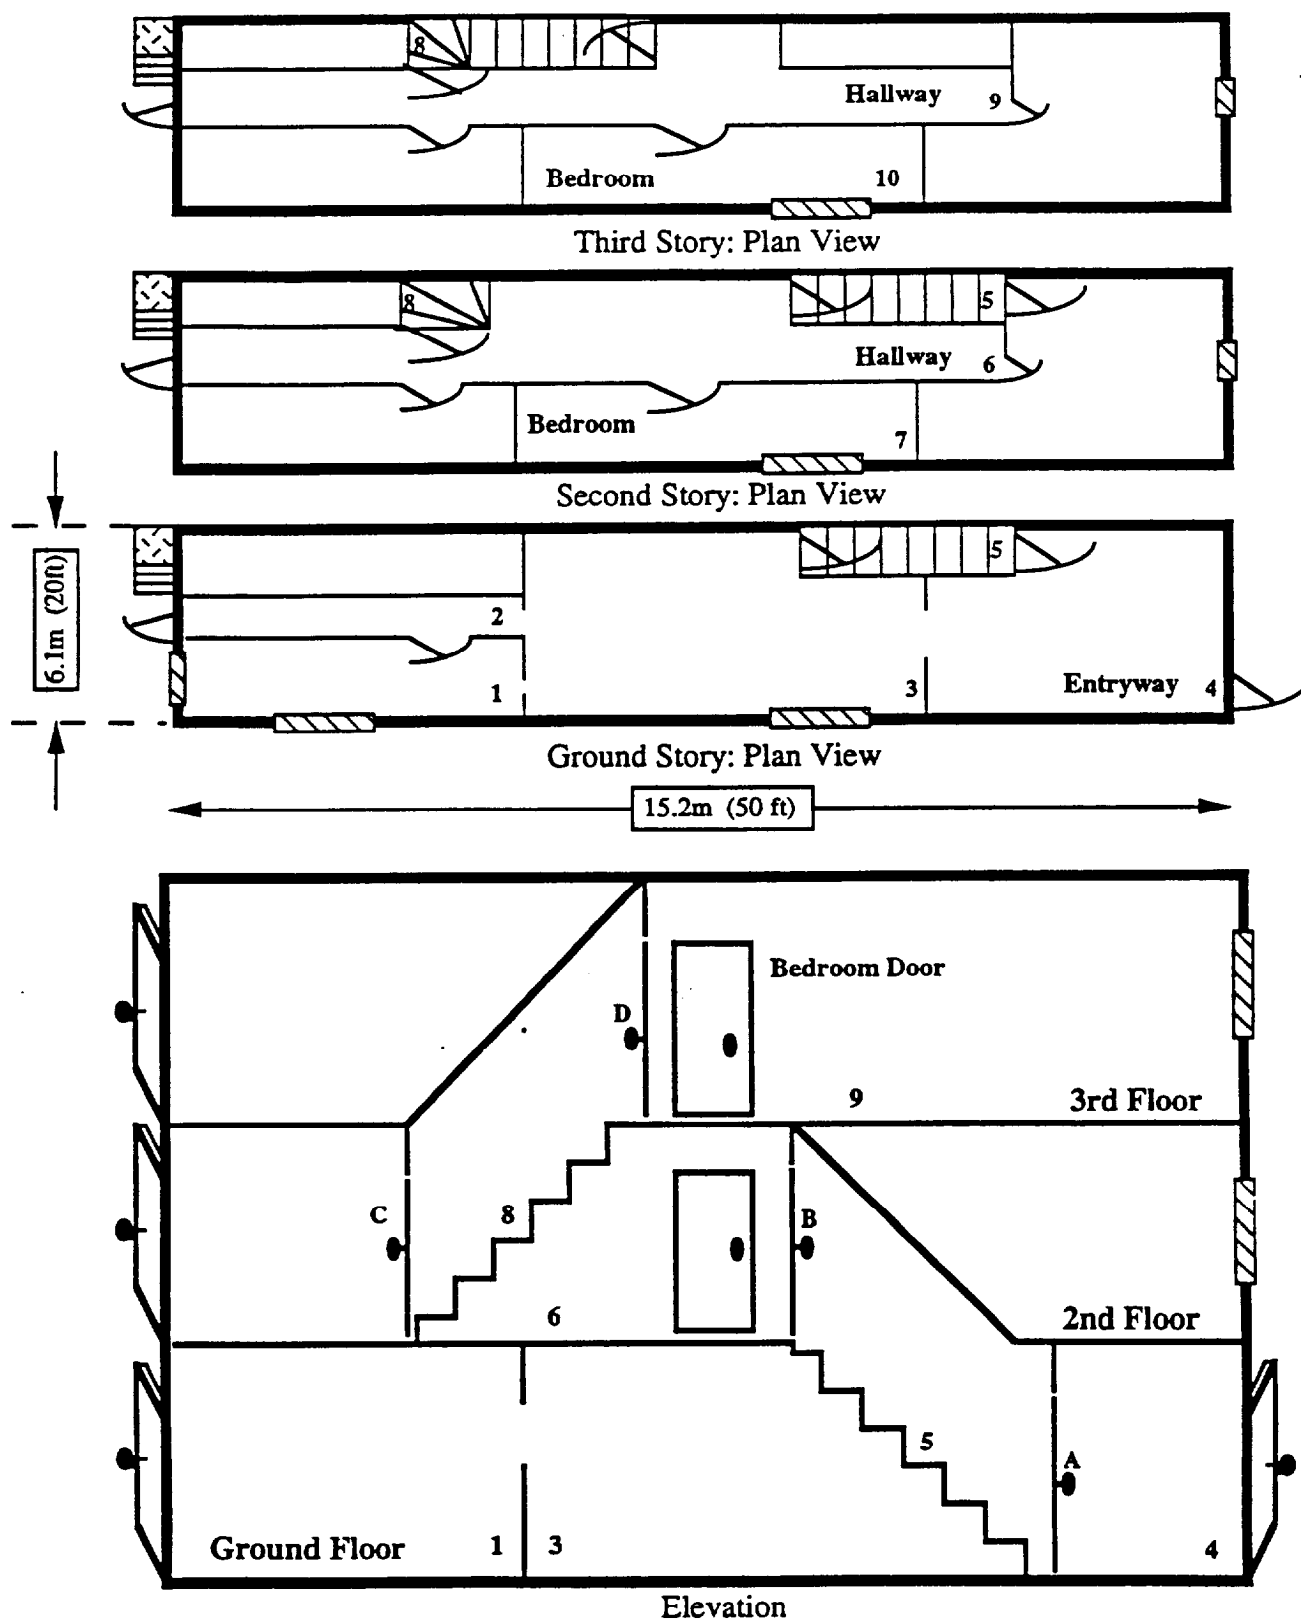 8
Hallway 9
Bedroom 10
Third Story: Plan View
8 5
Hallway 6
Bedroom 7
Second Story: Plan View
5
2
6.1m (20ft)
1 3 Entryway 4
Ground Story: Plan View
15.2m (50 ft)
Bedroom Door
D
9 3rd Floor
C 8 B
6 2nd Floor
5 A
Ground Floor 1 3 4
Elevation